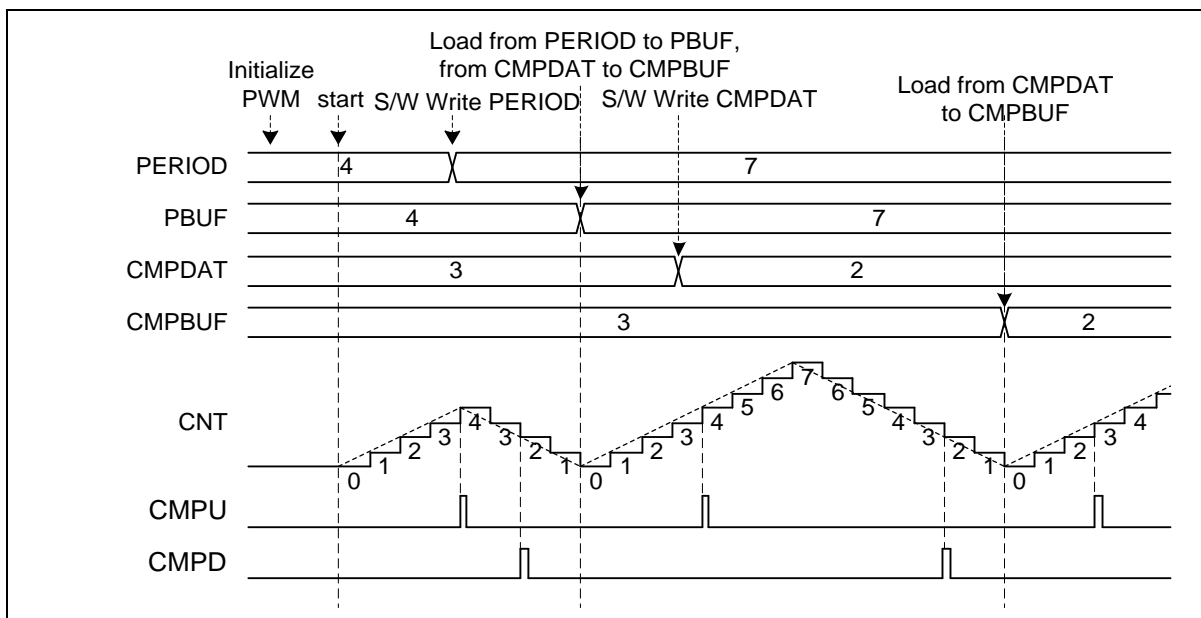 Load from PERIOD to PBUF,
from CMPDAT to CMPBUF
Initialize
PWM
start
S/W Write PERIOD
S/W Write CMPDAT
Load from CMPDAT
to CMPBUF
PERIOD 4 7
PBUF 4 7
CMPDAT 3 2
CMPBUF 3 2
CNT 0 1 2 3 4 3 2 1 0 1 2 3 4 5 6 7 6 5 4 3 2 1 0 1 2 3 4
CMPU
CMPD